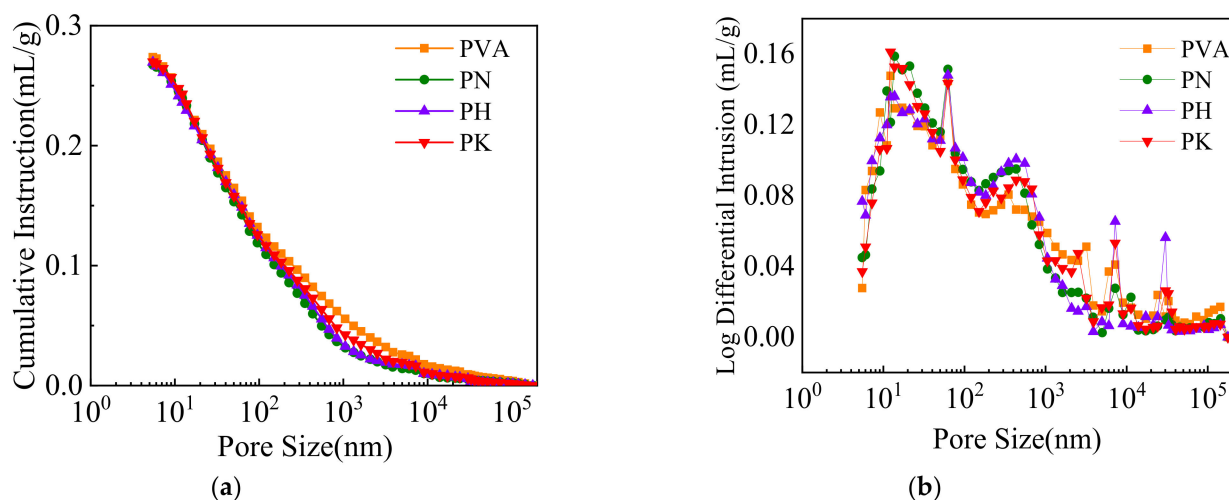 Cumulative Instruction(mL/g)
0.3
0.2
0.1
0.0
PVA
PN
PH
PK
10^0 10^1 10^2 10^3 10^4 10^5
Pore Size(nm)
(a)
Log Differential Intrusion (mL/g)
0.16
0.12
0.08
0.04
0.00
PVA
PN
PH
PK
10^0 10^1 10^2 10^3 10^4 10^5
Pore Size(nm)
(b)